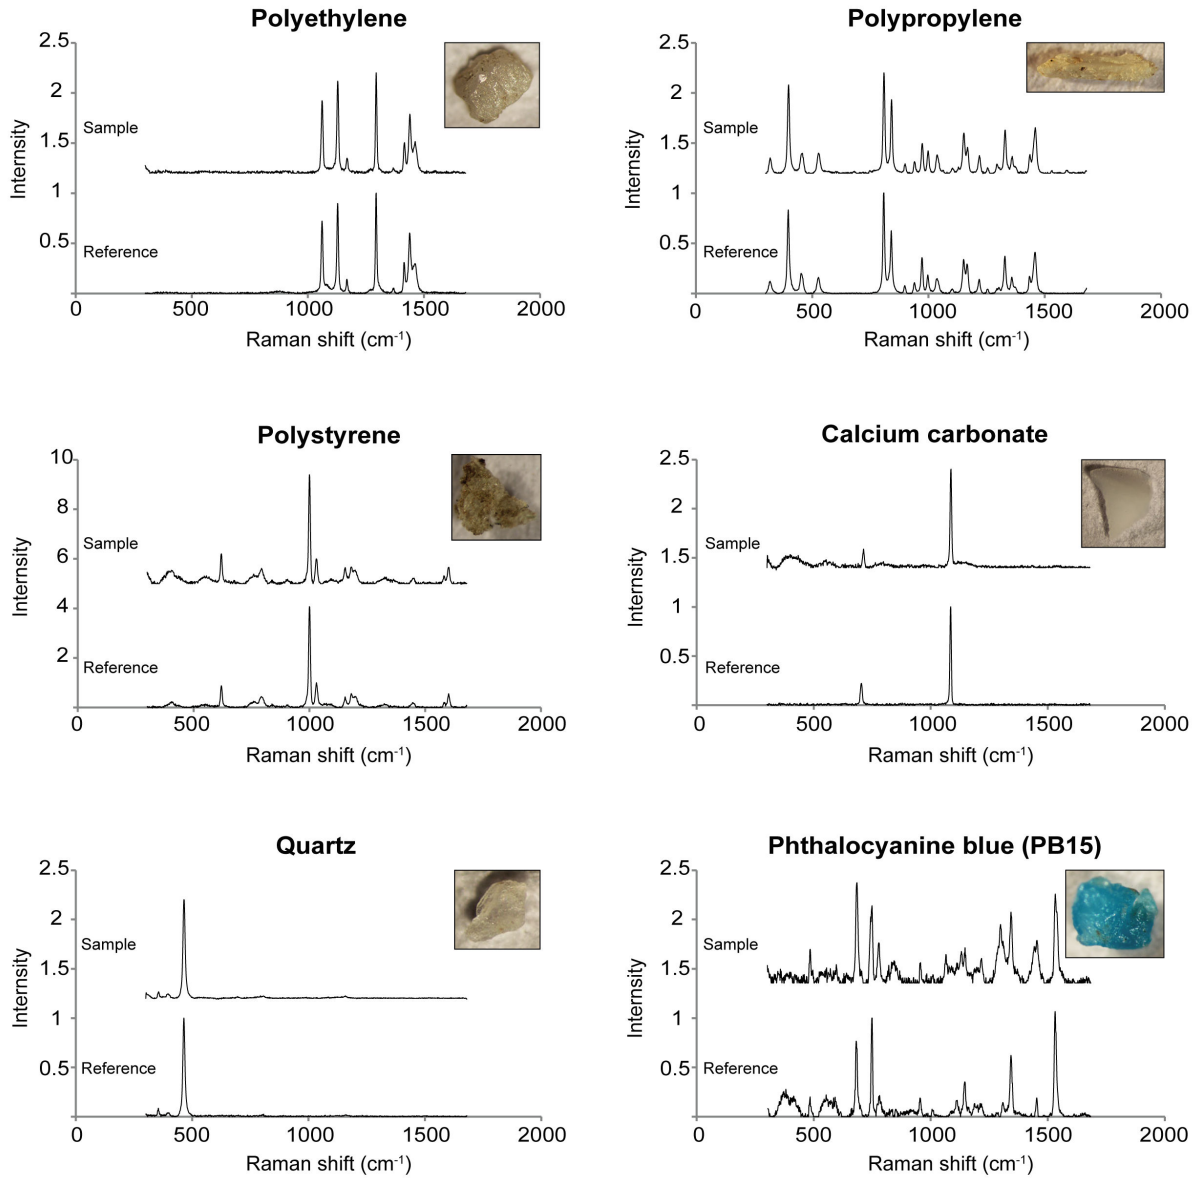 Polyethylene
2.5
2
1.5
1
0.5
Internsity
Sample
Reference
0 500 1000 1500 2000
Raman shift (cm-1)
Polypropylene
2.5
2
1.5
1
0.5
Internsity
Sample
Reference
0 500 1000 1500 2000
Raman shift (cm-1)
Polystyrene
10
8
6
4
2
Internsity
Sample
Reference
0 500 1000 1500 2000
Raman shift (cm-1)
Calcium carbonate
2.5
2
1.5
1
0.5
Internsity
Sample
Reference
0 500 1000 1500 2000
Raman shift (cm-1)
Quartz
2.5
2
1.5
1
0.5
Internsity
Sample
Reference
0 500 1000 1500 2000
Raman shift (cm-1)
Phthalocyanine blue (PB15)
2.5
2
1.5
1
0.5
Internsity
Sample
Reference
0 500 1000 1500 2000
Raman shift (cm-1)